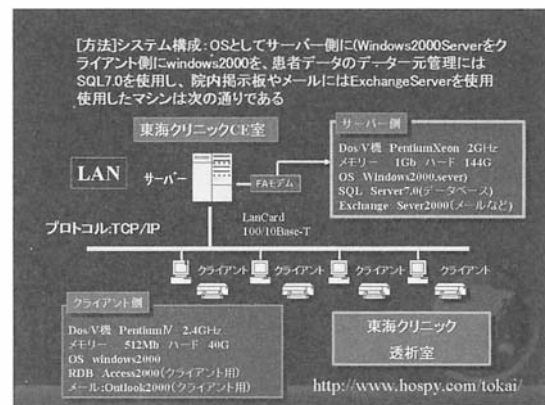 [方法]システム構成:OSとしてサーバー側に(Windows2000Serverをク
ライアント側にwindows2000を、患者データのデーター元管理には
SQL7.0を使用し、院内掲示板やメールにはExchangeServerを使用
使用したマシンは次の通りである
東海クリニックCE室
サーバー側
Dos/V機 PentiumXeon 2GHz
メモリー 1Gb ハード 144G
OS Windows2000.sever)
SQL Server7.0(データベース)
Exchange Sever2000(メールなど)
LAN
サーバー
FAモデム
LanCard
100/10Base-T
プロトコル:TCP/IP
クライアント
クライアント
クライアント
クライアント
クライアント側
Dos/V機 PentiumⅣ 2.4GHz
メモリー 512Mb ハード 40G
OS windows2000
RDB Access2000(クライアント用)
メール:Outlook2000(クライアント用)
東海クリニック
透析室
http://www.hospy.com/tokai/